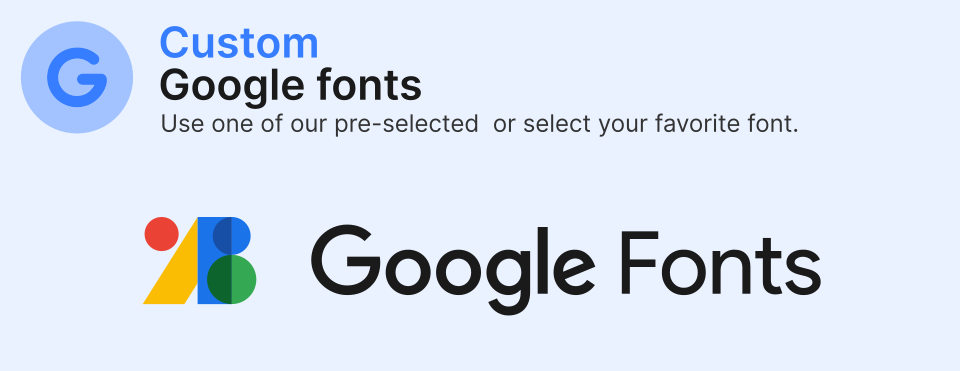 G
Custom
Google fonts
Use one of our pre-selected  or select your favorite font.
Google Fonts